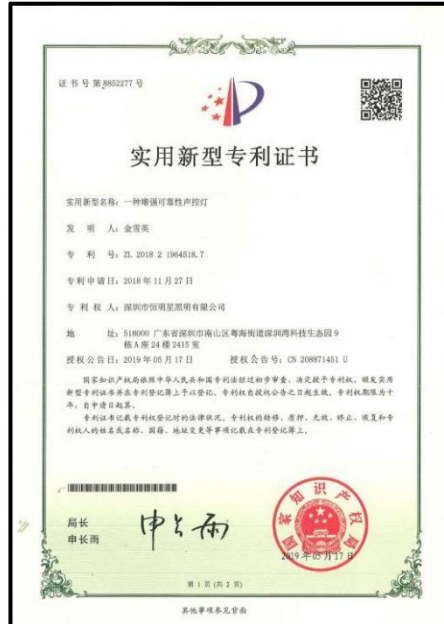 证书号第8852277号
实用新型专利证书
实用新型名称：一种增强可靠性声控灯
发明人：金雪英
专利号：ZL 2018 2 1964518.7
专利申请日：2018年11月27日
专利权人：深圳市恒明星照明有限公司
地址：518000 广东省深圳市南山区粤海街道深圳湾科技生态园9
栋A座24楼2415室
授权公告日：2019年05月17日 授权公告号：CN 208871451 U
国家知识产权局依照中华人民共和国专利法经过初步审查，决定授予专利权，颁发实用
新型专利证书并在专利登记簿上予以登记。专利权自授权公告之日起生效。专利权期限为十
年，自申请日起算。
专利证书记载专利权登记时的法律状况。专利权的转移、质押、无效、终止、恢复和专
利权人的姓名或名称、国籍、地址变更等事项记载在专利登记簿上。
局长
申长雨
申长雨
国家知识产权局
2019年05月17日
第 1 页 (共 2 页)
其他事项参见背面